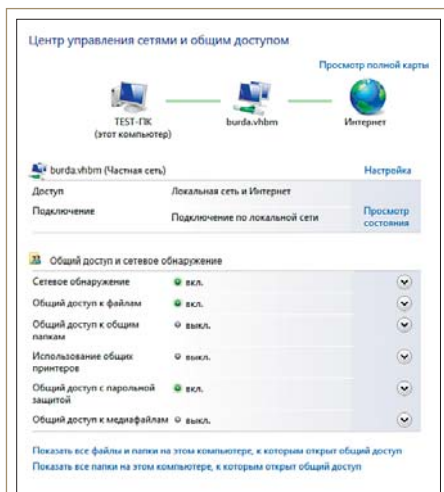 Центр управления сетями и общим доступом
Просмотр полной карты
TEST-ПК
(этот компьютер)
burda.vhbm
Интернет
burda.vhbm (Частная сеть)
Настройка
Доступ
Локальная сеть и Интернет
Подключение
Подключение по локальной сети
Просмотр
состояния
Общий доступ и сетевое обнаружение
Сетевое обнаружение
вкл.
Общий доступ к файлам
вкл.
Общий доступ к общим
папкам
выкл.
Использование общих
принтеров
выкл.
Общий доступ с парольной
защитой
вкл.
Общий доступ к медиафайлам
выкл.
Показать все файлы и папки на этом компьютере, к которым открыт общий доступ
Показать все папки на этом компьютере, к которым открыт общий доступ